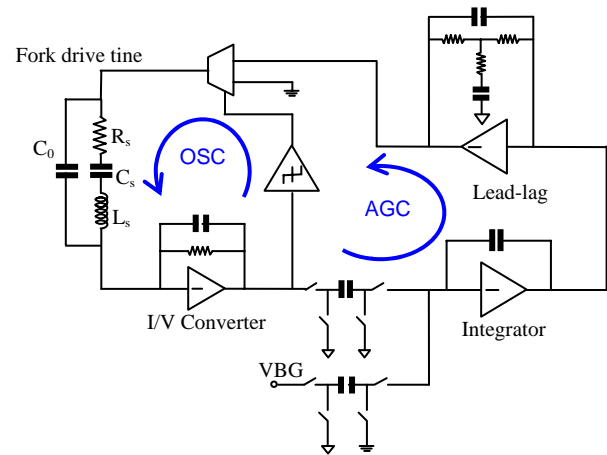 Fork drive tine
C0
Rs
Cs
Ls
OSC
AGC
Lead-lag
I/V Converter
Integrator
VBG